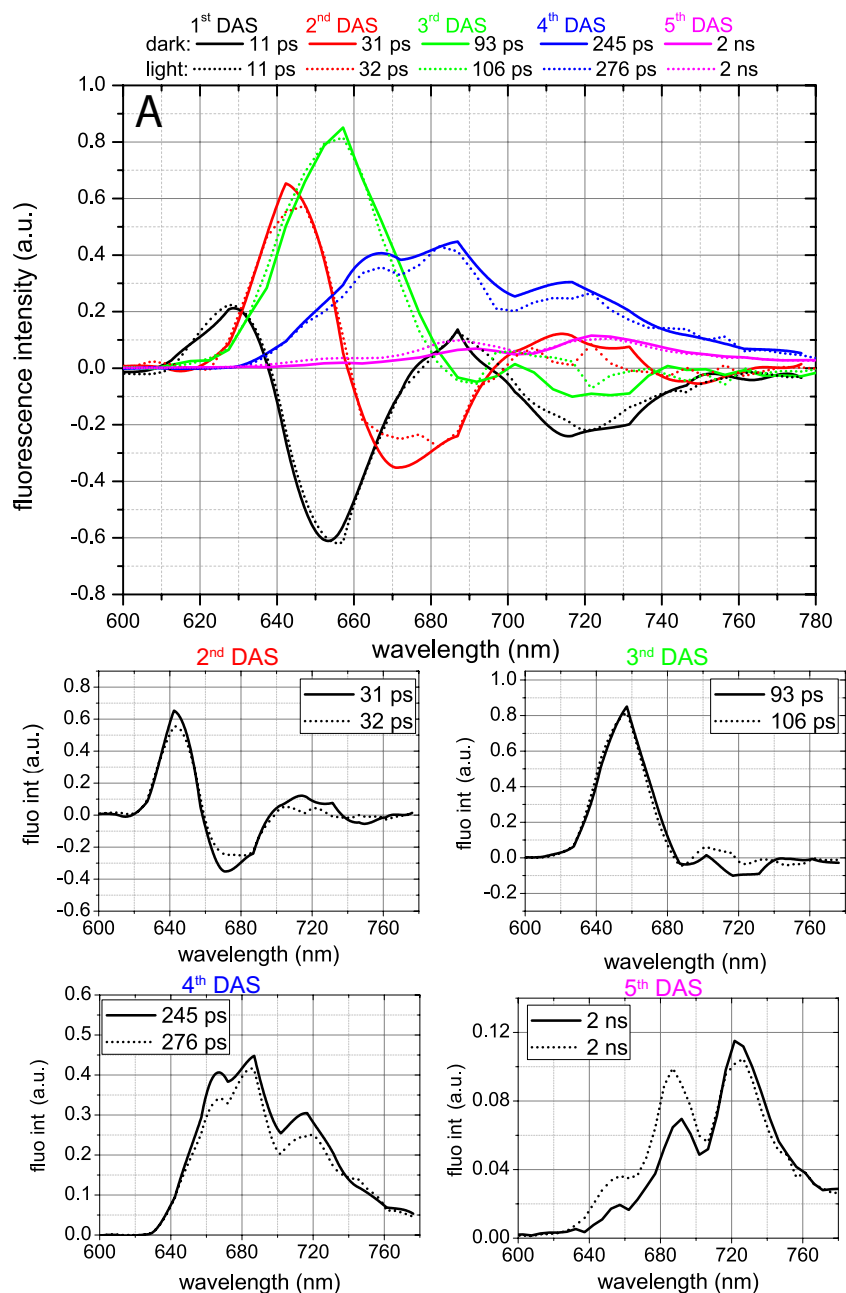 1st DAS 2nd DAS 3rd DAS 4th DAS 5th DAS
dark: 11 ps 31 ps 93 ps 245 ps 2 ns
light: 11 ps 32 ps 106 ps 276 ps 2 ns
A
1.0
0.8
0.6
0.4
0.2
0.0
-0.2
-0.4
-0.6
-0.8
fluorescence intensity (a.u.)
600 620 640 660 680 700 720 740 760 780
wavelength (nm)
2nd DAS
31 ps
32 ps
0.8
0.6
0.4
0.2
0.0
-0.2
-0.4
-0.6
fluo int (a.u.)
600 640 680 720 760
wavelength (nm)
3nd DAS
93 ps
106 ps
1.0
0.8
0.6
0.4
0.2
0.0
-0.2
fluo int (a.u.)
600 640 680 720 760
wavelength (nm)
4th DAS
245 ps
276 ps
0.6
0.5
0.4
0.3
0.2
0.1
0.0
fluo int (a.u.)
600 640 680 720 760
wavelength (nm)
5th DAS
2 ns
2 ns
0.12
0.08
0.04
0.00
fluo int (a.u.)
600 640 680 720 760
wavelength (nm)